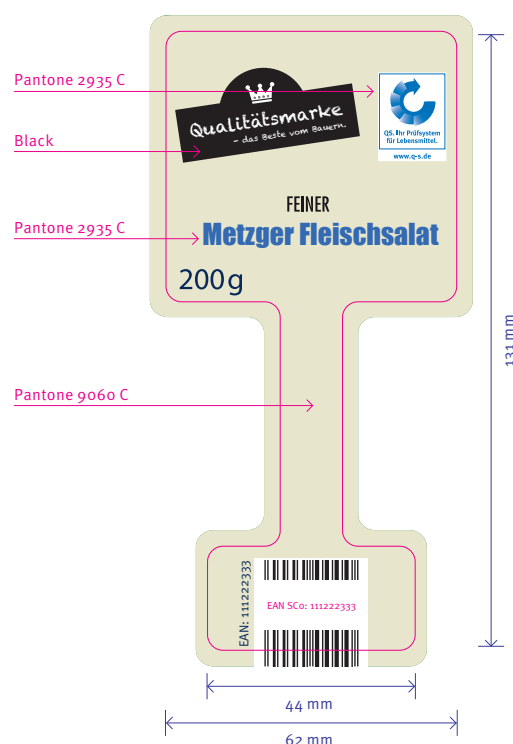 Pantone 2935 C
Black
Pantone 2935 C
Pantone 9060 C
Qualitätsmarke
- das Beste vom Bauern.
QS. Ihr Prüfsystem
für Lebensmittel.
www.q-s.de
FEINER
Metzger Fleischsalat
200g
131 mm
EAN: 111222333
EAN SC0: 111222333
44 mm
62 mm